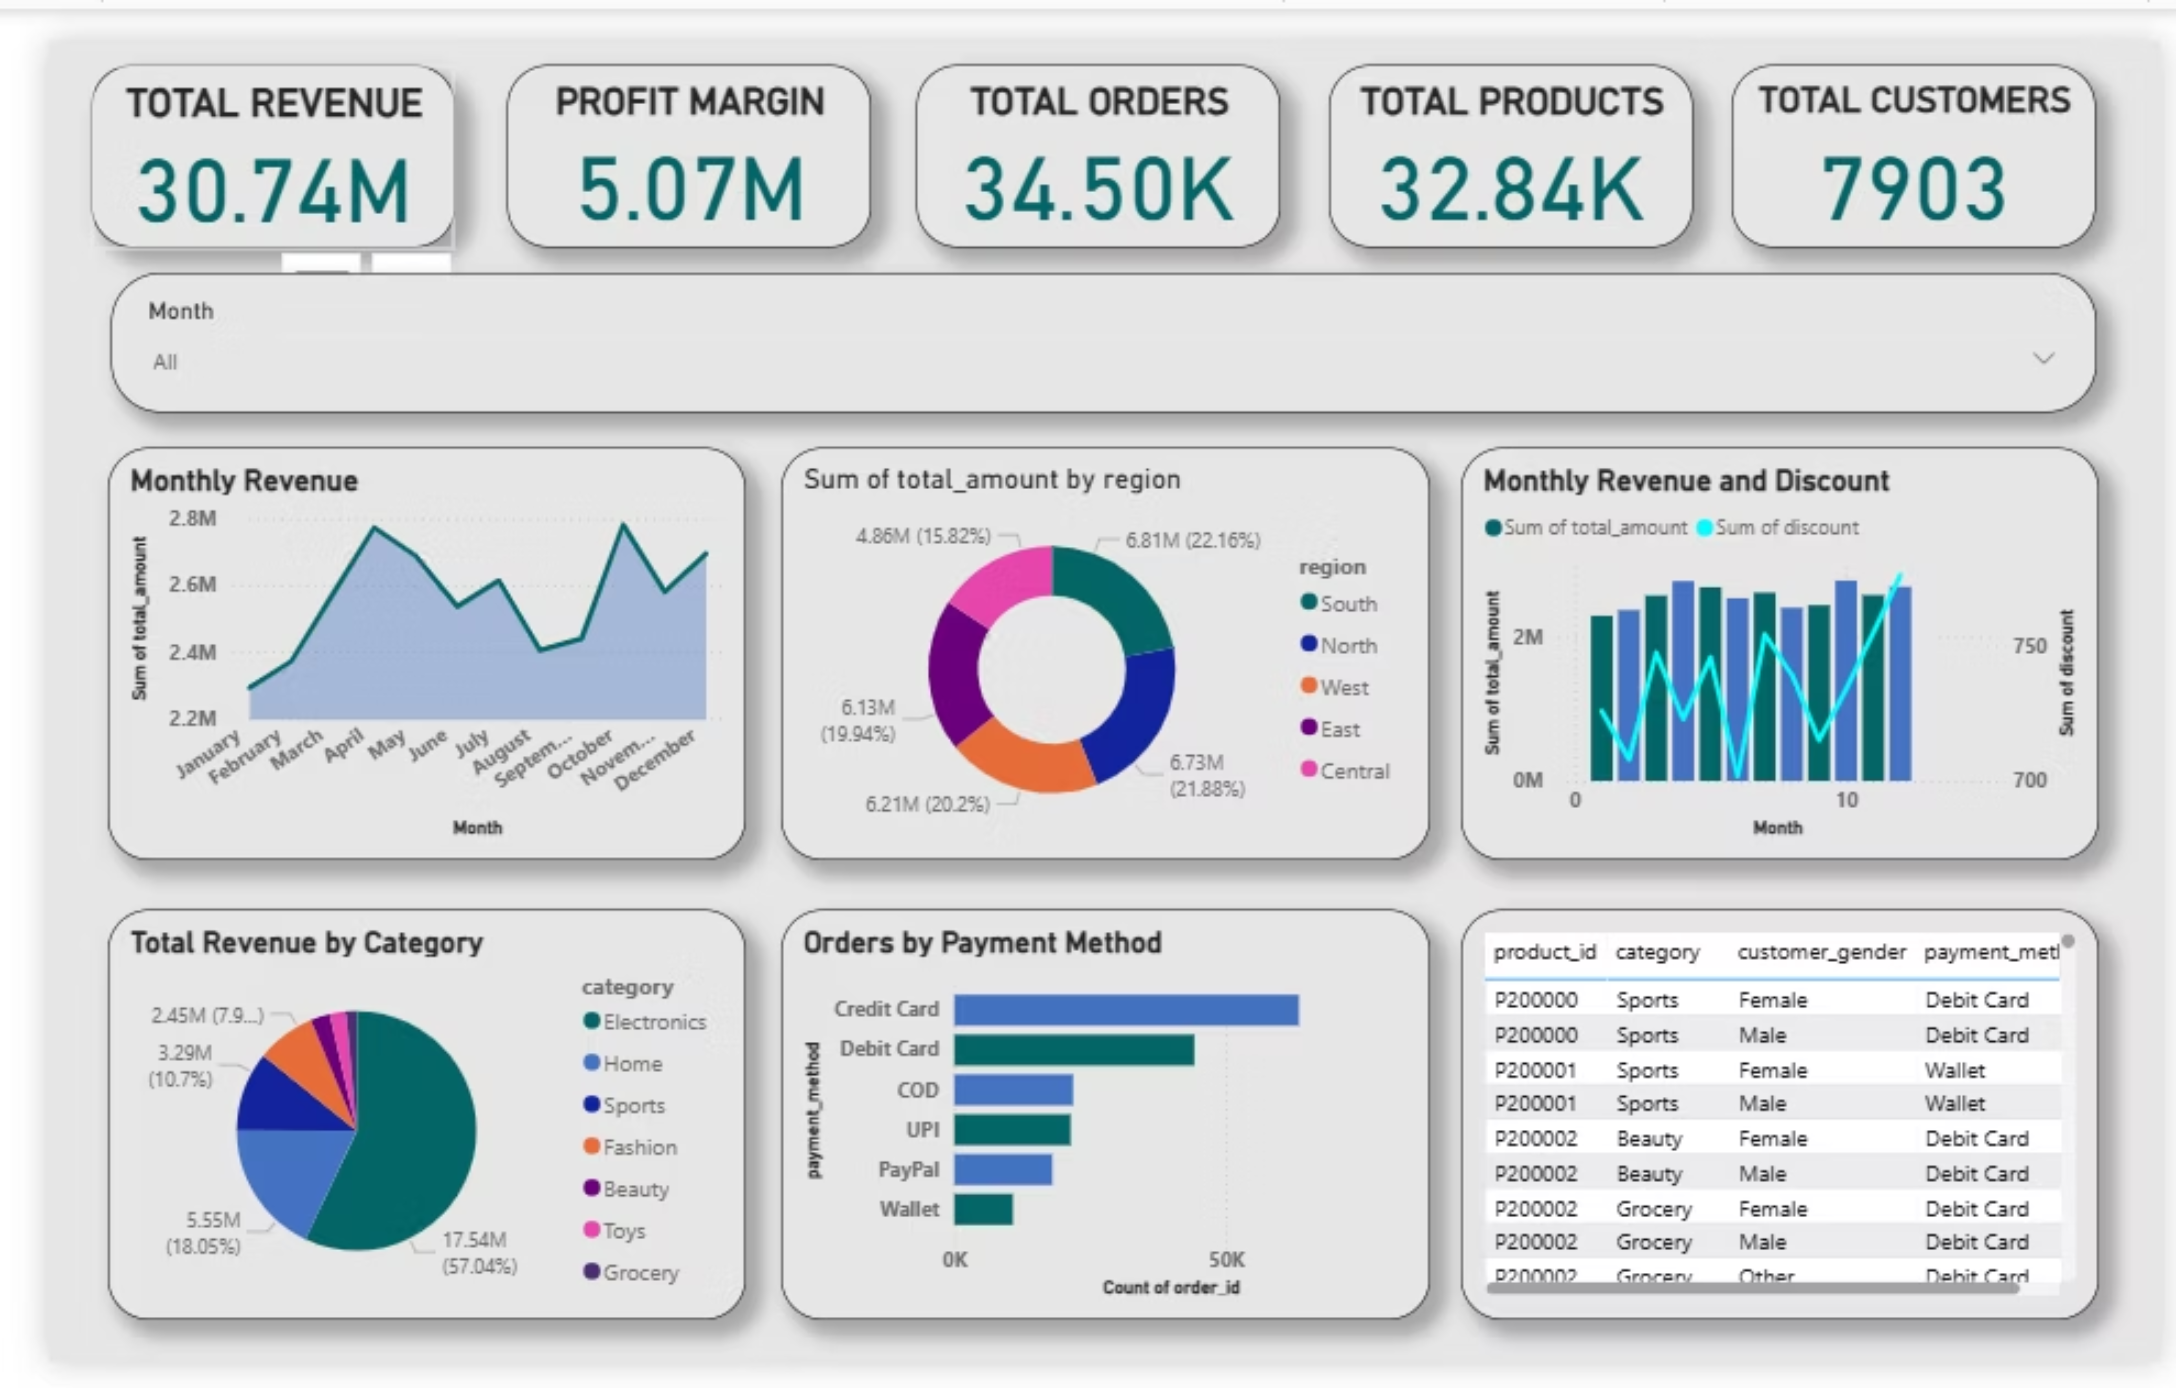 TOTAL REVENUE
30.74M
PROFIT MARGIN
5.07M
TOTAL ORDERS
34.50K
TOTAL PRODUCTS
32.84K
TOTAL CUSTOMERS
7903
Month
All
Monthly Revenue
Sum of total_amount
2.8M
2.6M
2.4M
2.2M
January
February
March
April
May
June
July
August
Septem...
October
Novem...
December
Month
Sum of total_amount by region
4.86M (15.82%)
6.81M (22.16%)
6.13M
(19.94%)
6.73M
(21.88%)
6.21M (20.2%)
region
South
North
West
East
Central
Monthly Revenue and Discount
Sum of total_amount Sum of discount
Sum of total_amount
2M
0M
0
10
750
700
Sum of discount
Month
Total Revenue by Category
2.45M (7.9...)
3.29M
(10.7%)
5.55M
(18.05%)
17.54M
(57.04%)
category
Electronics
Home
Sports
Fashion
Beauty
Toys
Grocery
Orders by Payment Method
payment_method
Credit Card
Debit Card
COD
UPI
PayPal
Wallet
0K
50K
Count of order_id
product_id category customer_gender payment_meth
P200000 Sports Female Debit Card
P200000 Sports Male Debit Card
P200001 Sports Female Wallet
P200001 Sports Male Wallet
P200002 Beauty Female Debit Card
P200002 Beauty Male Debit Card
P200002 Grocery Female Debit Card
P200002 Grocery Male Debit Card
P200002 Grocery Other Debit Card